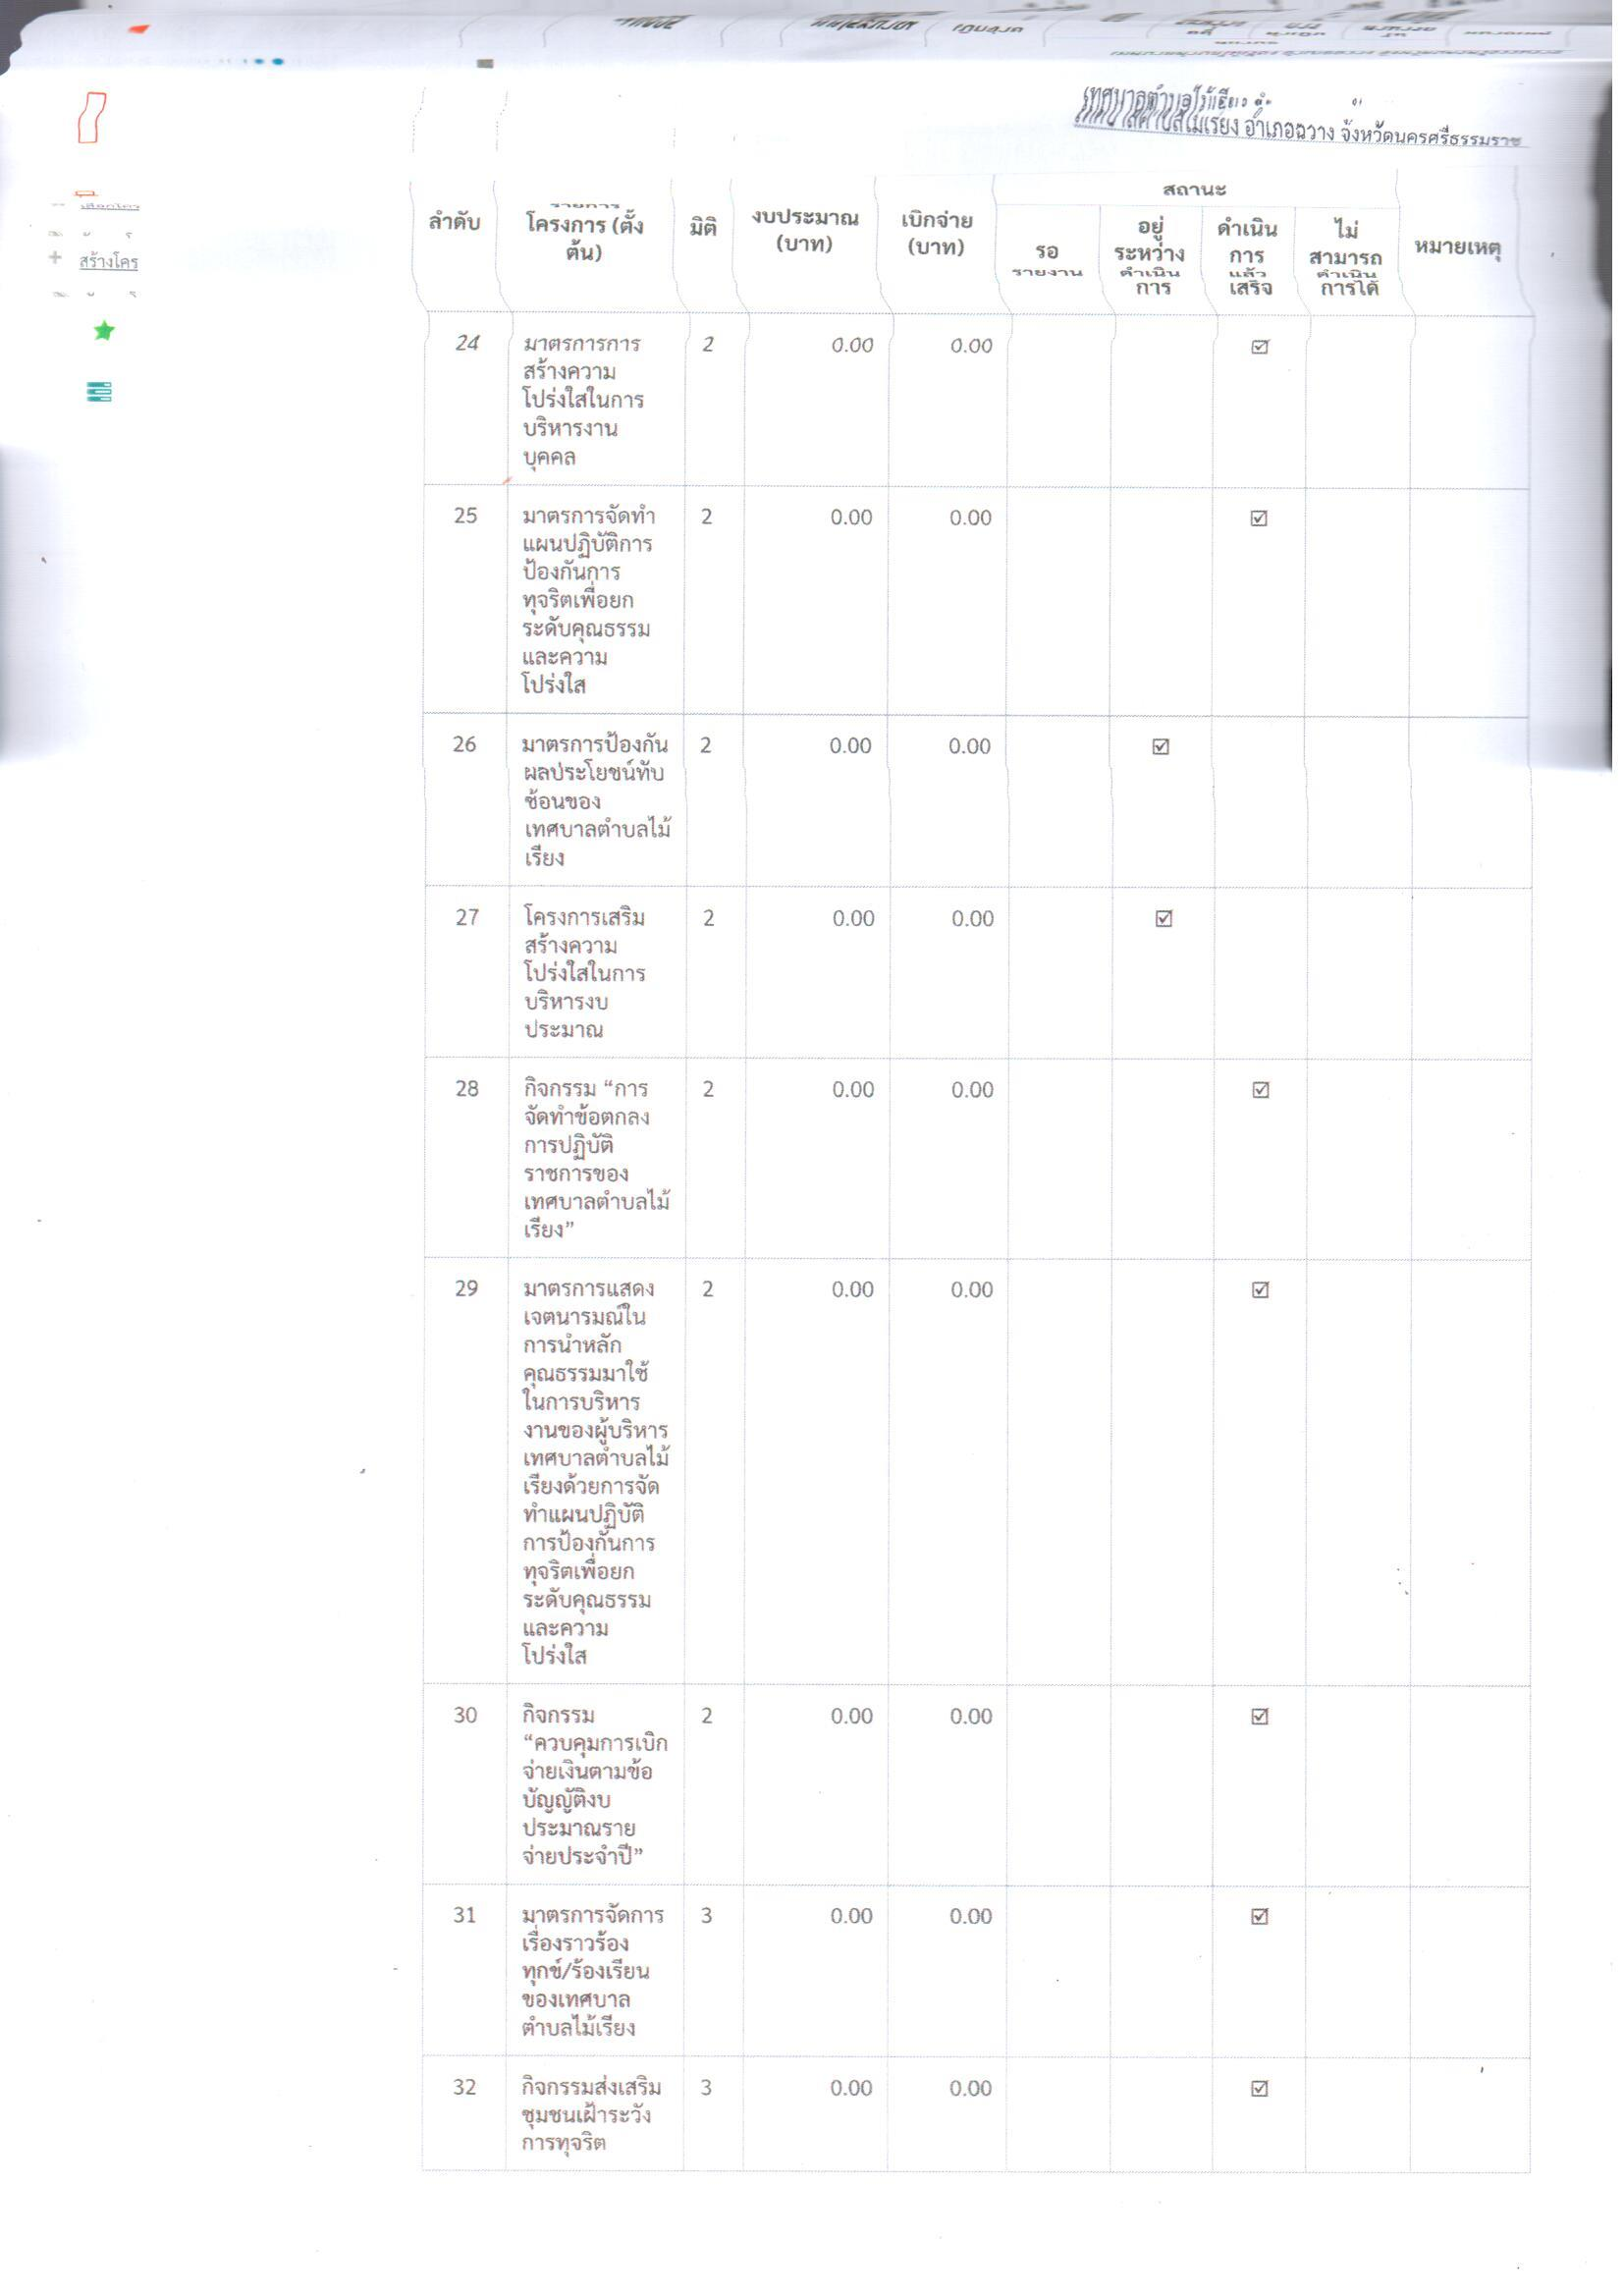 เทศบาลตำบลไม้เรียง อำเภอฉวาง จังหวัดนครศรีธรรมราช
สร้างโคร
ลำดับ
รายการ
โครงการ (ตั้ง
ต้น)
มิติ
งบประมาณ
(บาท)
เบิกจ่าย
(บาท)
สถานะ
รอ
รายงาน
อยู่
ระหว่าง
ดำเนิน
การ
ดำเนิน
การ
แล้ว
เสร็จ
ไม่
สามารถ
ดำเนิน
การได้
หมายเหตุ
24 มาตรการการ 2 0.00 0.00 ☑
สร้างความ
โปร่งใสในการ
บริหารงาน
บุคคล
25 มาตรการจัดทำ 2 0.00 0.00 ☑
แผนปฏิบัติการ
ป้องกันการ
ทุจริตเพื่อยก
ระดับคุณธรรม
และความ
โปร่งใส
26 มาตรการป้องกัน 2 0.00 0.00 ☑
ผลประโยชน์ทับ
ซ้อนของ
เทศบาลตำบลไม้
เรียง
27 โครงการเสริม 2 0.00 0.00 ☑
สร้างความ
โปร่งใสในการ
บริหารงบ
ประมาณ
28 กิจกรรม “การ 2 0.00 0.00 ☑
จัดทำข้อตกลง
การปฏิบัติ
ราชการของ
เทศบาลตำบลไม้
เรียง”
29 มาตรการแสดง 2 0.00 0.00 ☑
เจตนารมณ์ใน
การนำหลัก
คุณธรรมมาใช้
ในการบริหาร
งานของผู้บริหาร
เทศบาลตำบลไม้
เรียงด้วยการจัด
ทำแผนปฏิบัติ
การป้องกันการ
ทุจริตเพื่อยก
ระดับคุณธรรม
และความ
โปร่งใส
30 กิจกรรม 2 0.00 0.00 ☑
“ควบคุมการเบิก
จ่ายเงินตามข้อ
บัญญัติงบ
ประมาณราย
จ่ายประจำปี”
31 มาตรการจัดการ 3 0.00 0.00 ☑
เรื่องราวร้อง
ทุกข์/ร้องเรียน
ของเทศบาล
ตำบลไม้เรียง
32 กิจกรรมส่งเสริม 3 0.00 0.00 ☑
ชุมชนเฝ้าระวัง
การทุจริต